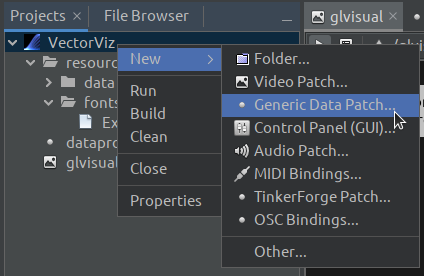 Projects ×
File Browser
glvisual ×
VectorViz
resourc
data
fonts
Ex
datapro
glvisual
New
Run
Build
Clean
Close
Properties
Folder...
Video Patch...
Generic Data Patch...
Control Panel (GUI)...
Audio Patch...
MIDI Bindings...
TinkerForge Patch...
OSC Bindings...
Other...